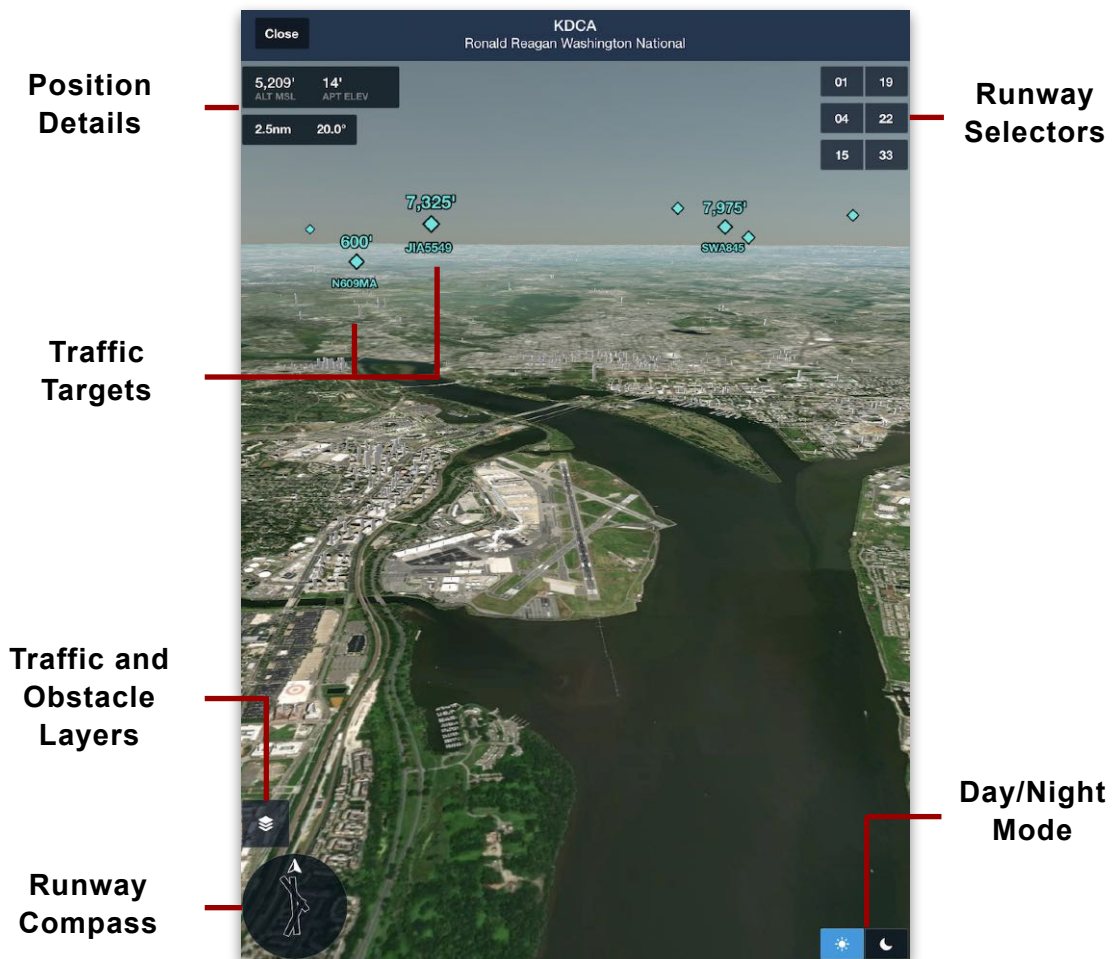 Close
KDCA
Ronald Reagan Washington National
Position
Details
5,209' 14'
ALT MSL APT ELEV
2.5nm 20.0°
01 19
04 22
15 33
Runway
Selectors
7,325'
JIA5549
600'
N609MA
7,975'
SWA845
Traffic
Targets
Traffic and
Obstacle
Layers
Day/Night
Mode
Runway
Compass